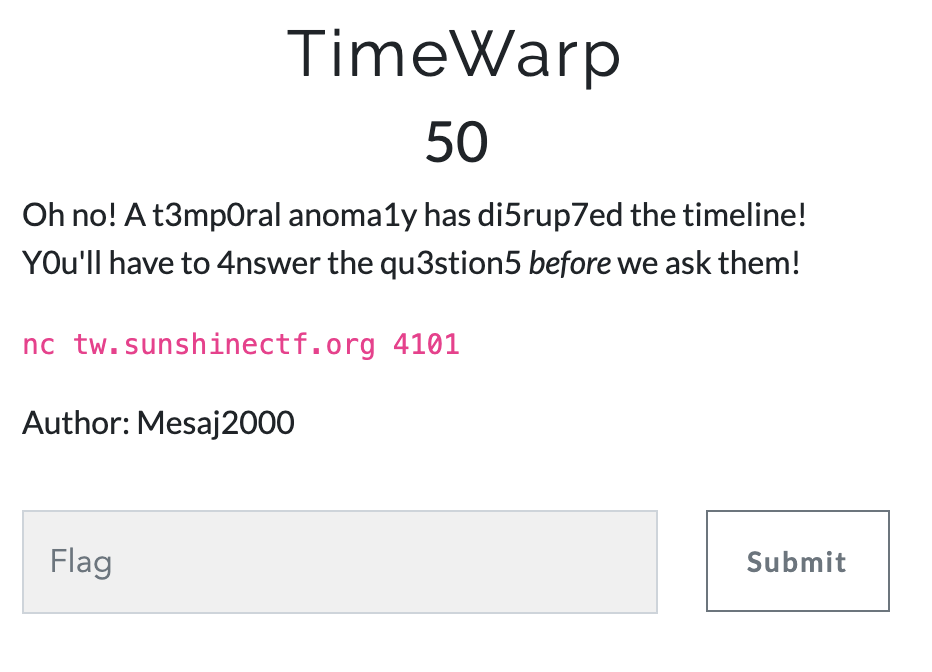 TimeWarp
50
Oh no! A t3mp0ral anoma1y has di5rup7ed the timeline!
Y0u'll have to 4nswer the qu3stion5 before we ask them!
nc tw.sunshinectf.org 4101
Author: Mesaj2000
Flag
Submit